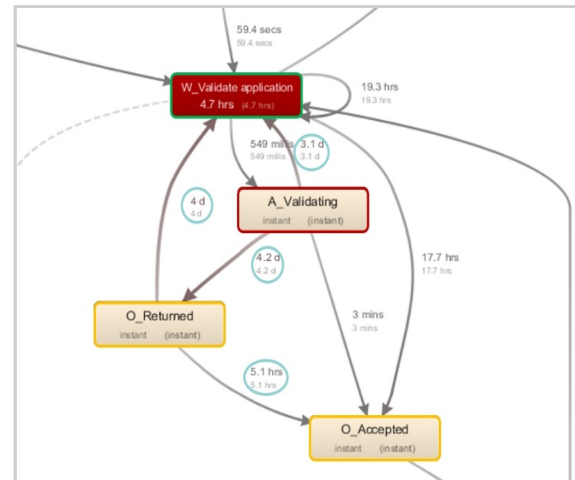 59.4 secs
59.4 secs
W_Validate application
4.7 hrs (4.7 hrs)
19.3 hrs
19.3 hrs
549 millis
549 millis
3.1 d
3.1 d
A_Validating
instant (instant)
4 d
4 d
4.2 d
4.2 d
17.7 hrs
17.7 hrs
O_Returned
instant (instant)
3 mins
3 mins
5.1 hrs
5.1 hrs
O_Accepted
instant (instant)